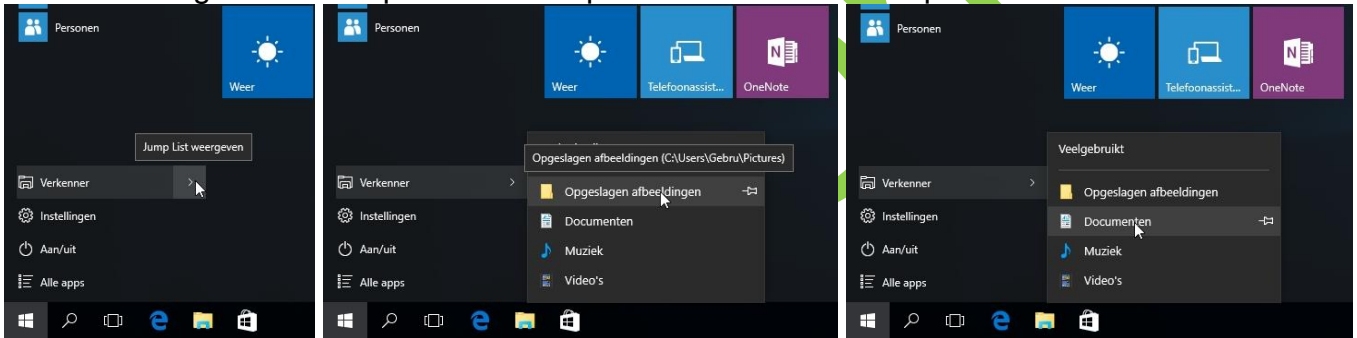 Personen
Weer
Jump List weergeven
Verkenner
Instellingen
Aan/uit
Alle apps
Personen
Weer
Telefoonassist...
OneNote
Opgeslagen afbeeldingen (C:\Users\Gebru\Pictures)
Verkenner
Opgeslagen afbeeldingen
Instellingen
Documenten
Aan/uit
Muziek
Alle apps
Video's
Personen
Weer
Telefoonassist...
OneNote
Veelgebruikt
Verkenner
Opgeslagen afbeeldingen
Instellingen
Documenten
Aan/uit
Muziek
Alle apps
Video's